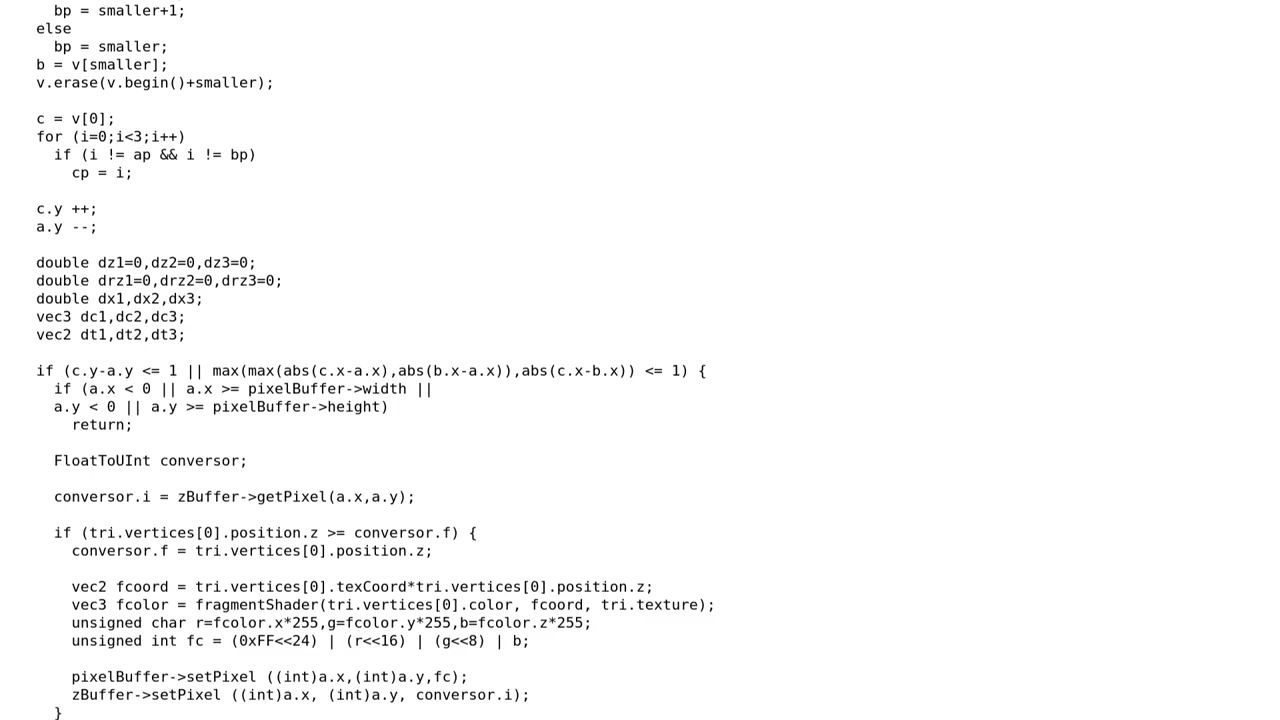 bp = smaller+1;
else
bp = smaller;
b = v[smaller];
v.erase(v.begin()+smaller);
c = v[0];
for (i=0;i<3;i++)
if (i != ap && i != bp)
cp = i;
c.y ++;
a.y --;
double dz1=0,dz2=0,dz3=0;
double drz1=0,drz2=0,drz3=0;
double dx1,dx2,dx3;
vec3 dc1,dc2,dc3;
vec2 dt1,dt2,dt3;
if (c.y-a.y <= 1 || max(max(abs(c.x-a.x),abs(b.x-a.x)),abs(c.x-b.x)) <= 1) {
if (a.x < 0 || a.x >= pixelBuffer->width ||
a.y < 0 || a.y >= pixelBuffer->height)
return;
FloatToUInt conversor;
conversor.i = zBuffer->getPixel(a.x,a.y);
if (tri.vertices[0].position.z >= conversor.f) {
conversor.f = tri.vertices[0].position.z;
vec2 fcoord = tri.vertices[0].texCoord*tri.vertices[0].position.z;
vec3 fcolor = fragmentShader(tri.vertices[0].color, fcoord, tri.texture);
unsigned char r=fcolor.x*255,g=fcolor.y*255,b=fcolor.z*255;
unsigned int fc = (0xFF<<24) | (r<<16) | (g<<8) | b;
pixelBuffer->setPixel ((int)a.x,(int)a.y,fc);
zBuffer->setPixel ((int)a.x, (int)a.y, conversor.i);
}